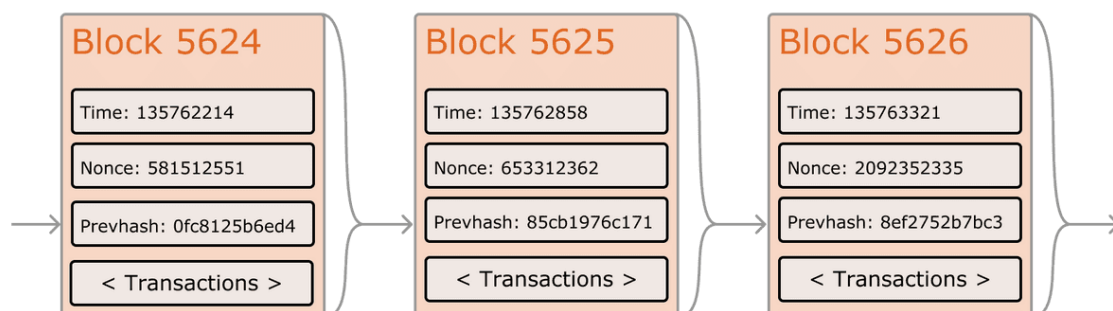 Block 5624
Time: 135762214
Nonce: 581512551
Prevhash: 0fc8125b6ed4
< Transactions >
Block 5625
Time: 135762858
Nonce: 653312362
Prevhash: 85cb1976c171
< Transactions >
Block 5626
Time: 135763321
Nonce: 2092352335
Prevhash: 8ef2752b7bc3
< Transactions >